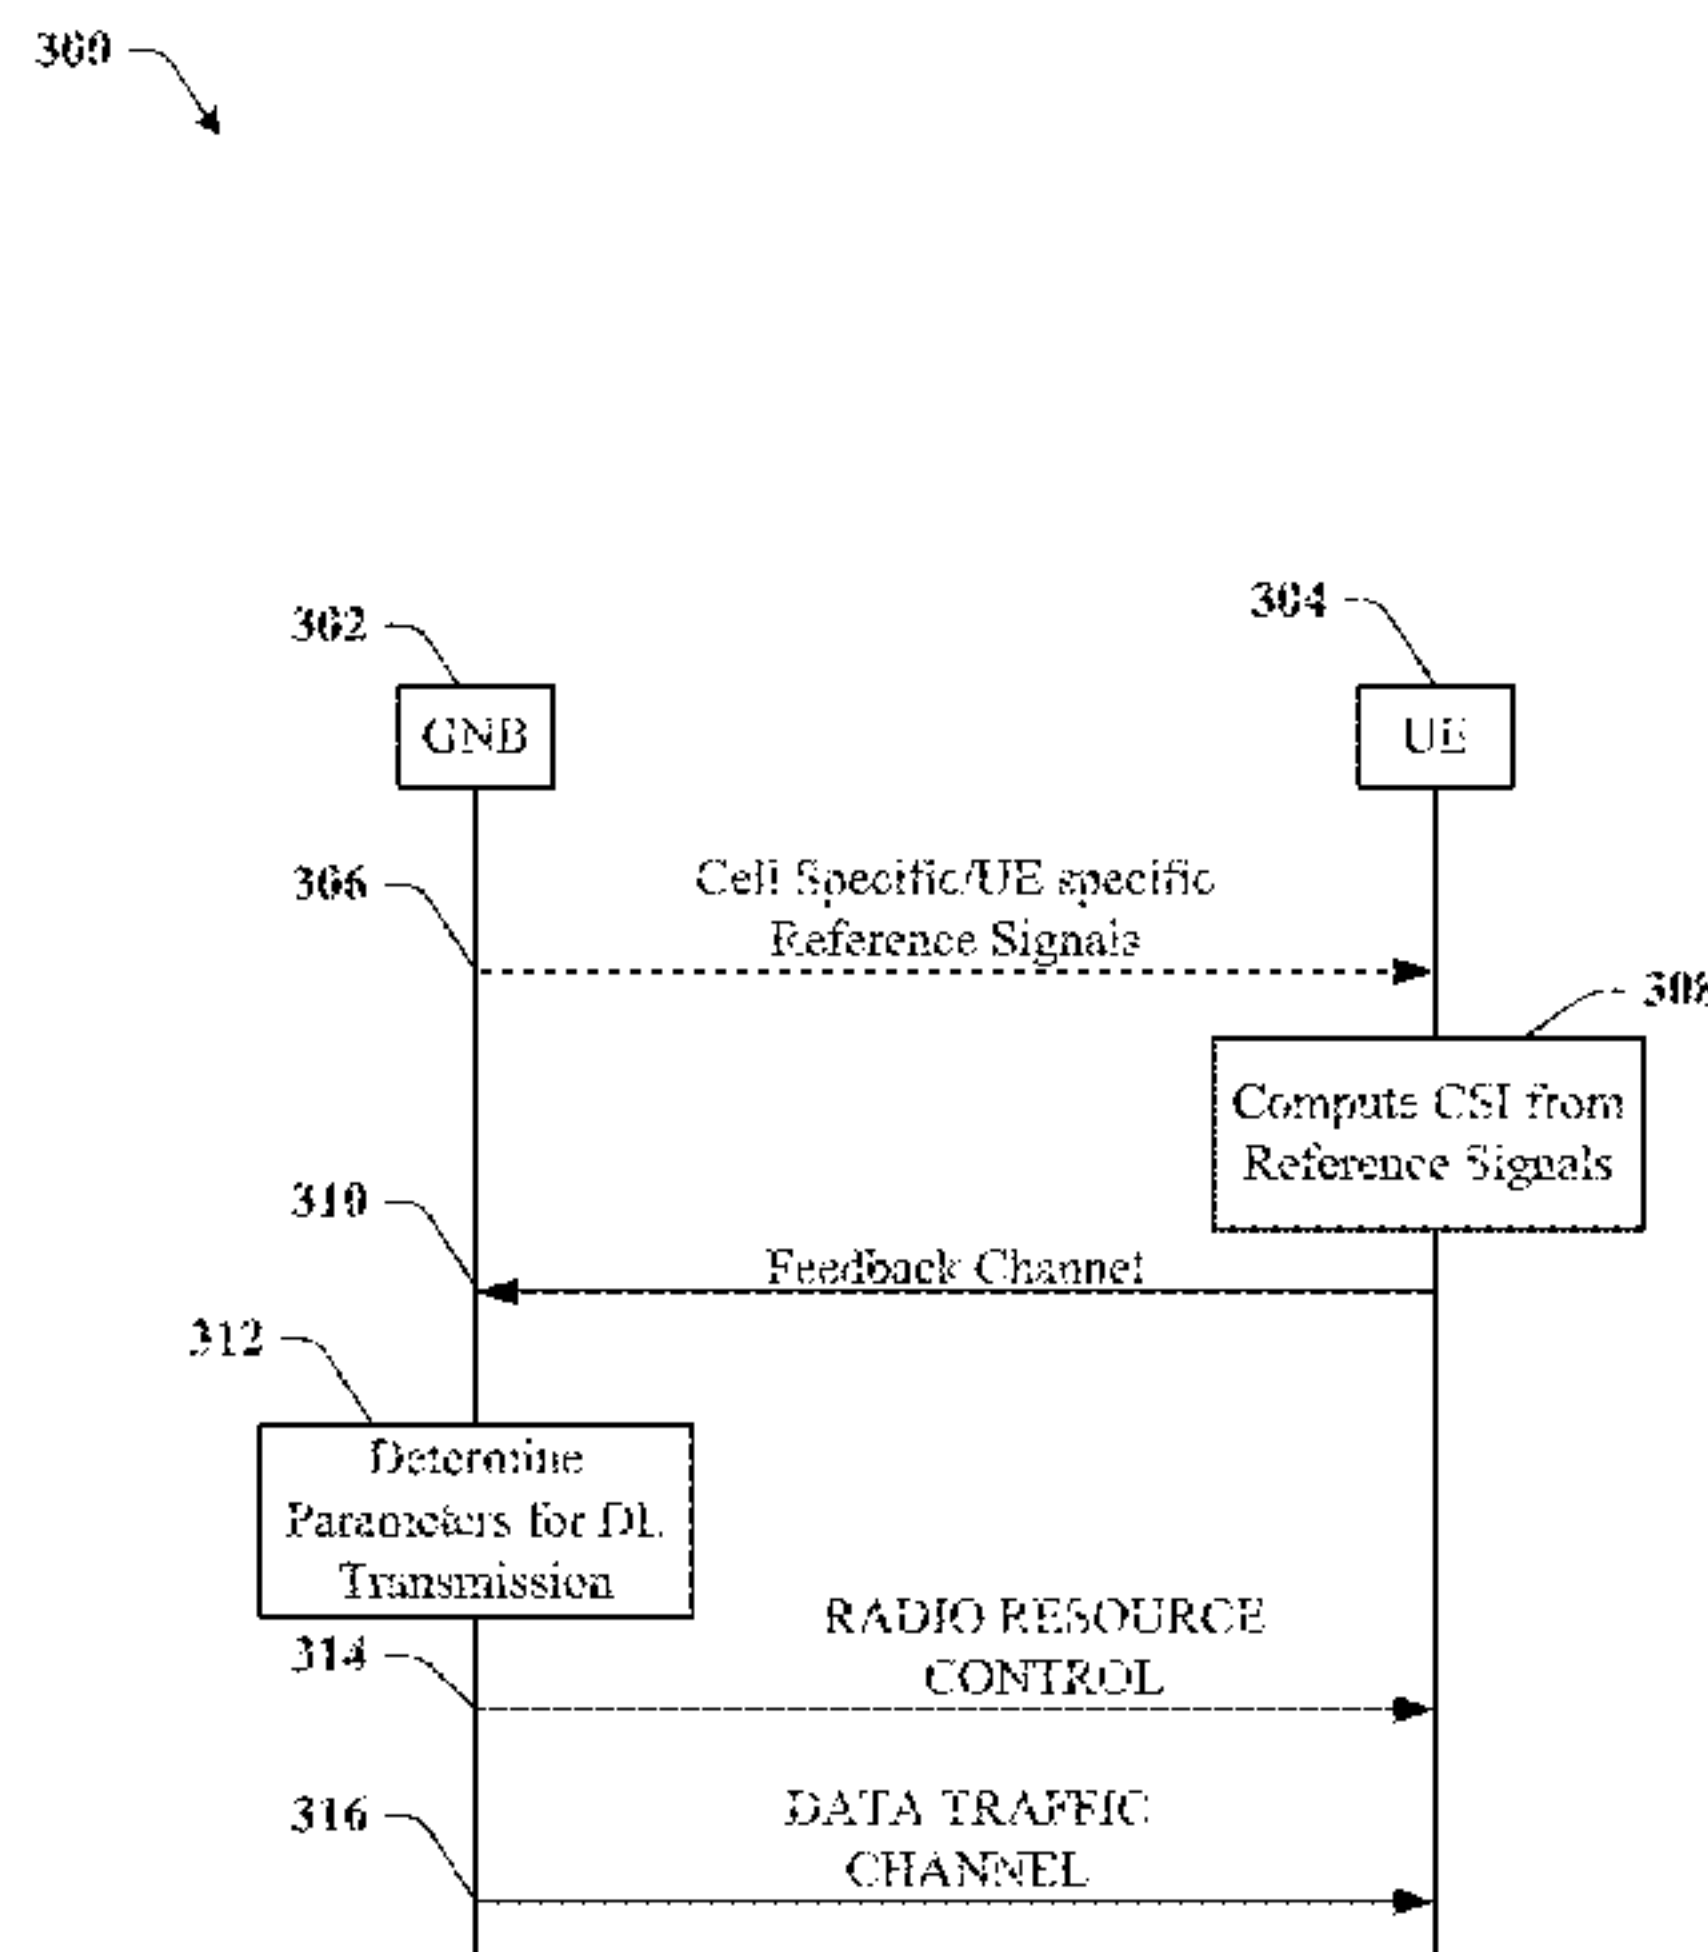 300
302
304
GNB
UE
306
Cell Specific/UE specific
Reference Signals
308
Compute CSI from
Reference Signals
310
Feedback Channel
312
Determine
Parameters for DL
Transmission
314
RADIO RESOURCE
CONTROL
316
DATA TRAFFIC
CHANNEL